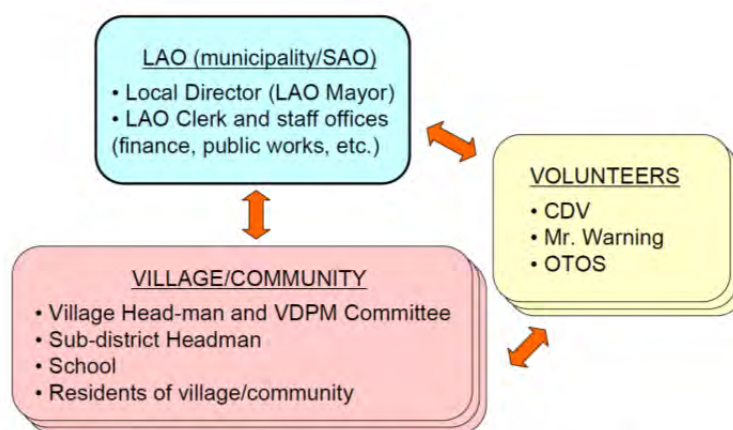 LAO (municipality/SAO)
• Local Director (LAO Mayor)
• LAO Clerk and staff offices
(finance, public works, etc.)
VOLUNTEERS
• CDV
• Mr. Warning
• OTOS
VILLAGE/COMMUNITY
• Village Head-man and VDPM Committee
• Sub-district Headman
• School
• Residents of village/community